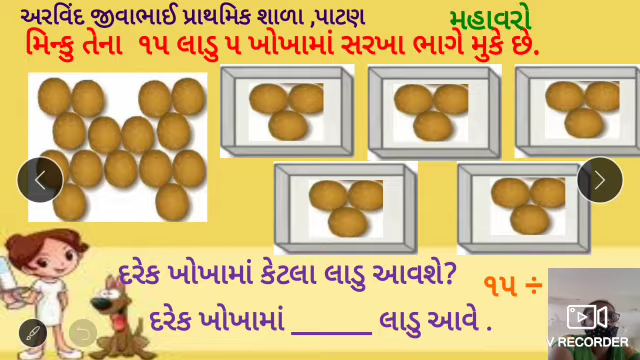 અરવિંદ જીવાભાઈ પ્રાથમિક શાળા ,પાટણ
મહાવરો
મિન્કુ તેના ૧૫ લાડુ ૫ ખોખામાં સરખા ભાગે મુકે છે.
દરેક ખોખામાં કેટલા લાડુ આવશે?
૧૫ ÷
દરેક ખોખામાં ______ લાડુ આવે .
V RECORDER